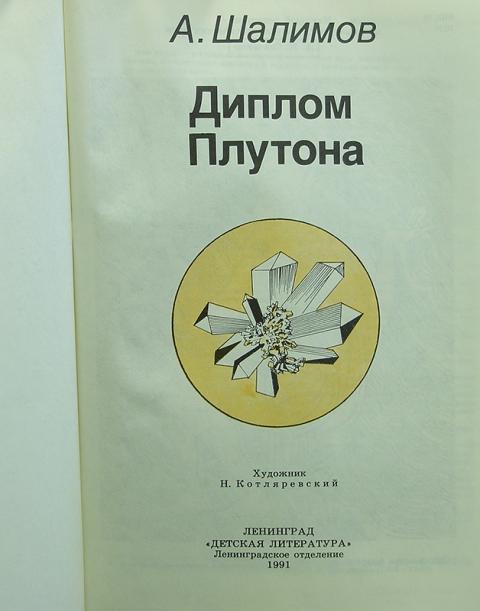 А. Шалимов
Диплом
Плутона
Художник
Н. Котляревский
ЛЕНИНГРАД
«ДЕТСКАЯ ЛИТЕРАТУРА»
Ленинградское отделение
1991